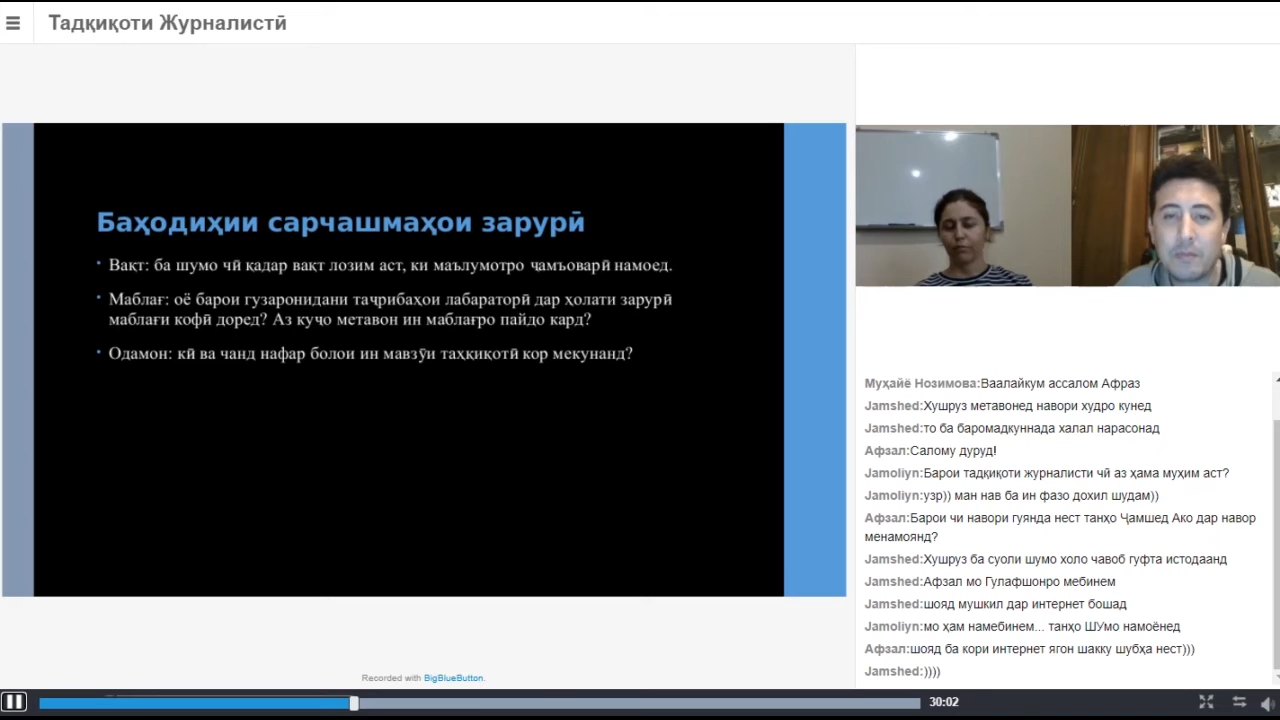 Тадқиқоти Журналистӣ
Баҳодиҳии сарчашмаҳои зарурӣ
Вақт: ба шумо чӣ қадар вақт лозим аст, ки маълумотро ҷамъоварӣ намоед.
Маблағ: оё барои гузаронидани таҷрибаҳои лабараторӣ дар ҳолати зарурӣ
маблағи кофӣ доред? Аз куҷо метавон ин маблағро пайдо кард?
Одамон: кӣ ва чанд нафар болои ин мавзӯи таҳқиқотӣ кор мекунанд?
Муҳайё Нозимова:Ваалайкум ассалом Афраз
Jamshed:Хушруз метавонед навори худро кунед
Jamshed:то ба баромадкуннада халал нарасонад
Афзал:Салому дуруд!
Jamoliyn:Барои тадқиқоти журналисти чӣ аз ҳама муҳим аст?
Jamoliyn:узр)) ман нав ба ин фазо дохил шудам))
Афзал:Барои чи навори гуянда нест танҳо Ҷамшед Ако дар навор
менамоянд?
Jamshed:Хушруз ба суоли шумо холо чавоб гуфта истодаанд
Jamshed:Афзал мо Гулафшонро мебинем
Jamshed:шояд мушкил дар интернет бошад
Jamoliyn:мо ҳам намебинем... танҳо ШУмо намоёнед
Афзал:шояд ба кори интернет ягон шакку шубҳа нест)))
Jamshed:))))
Recorded with BigBlueButton.
30:02